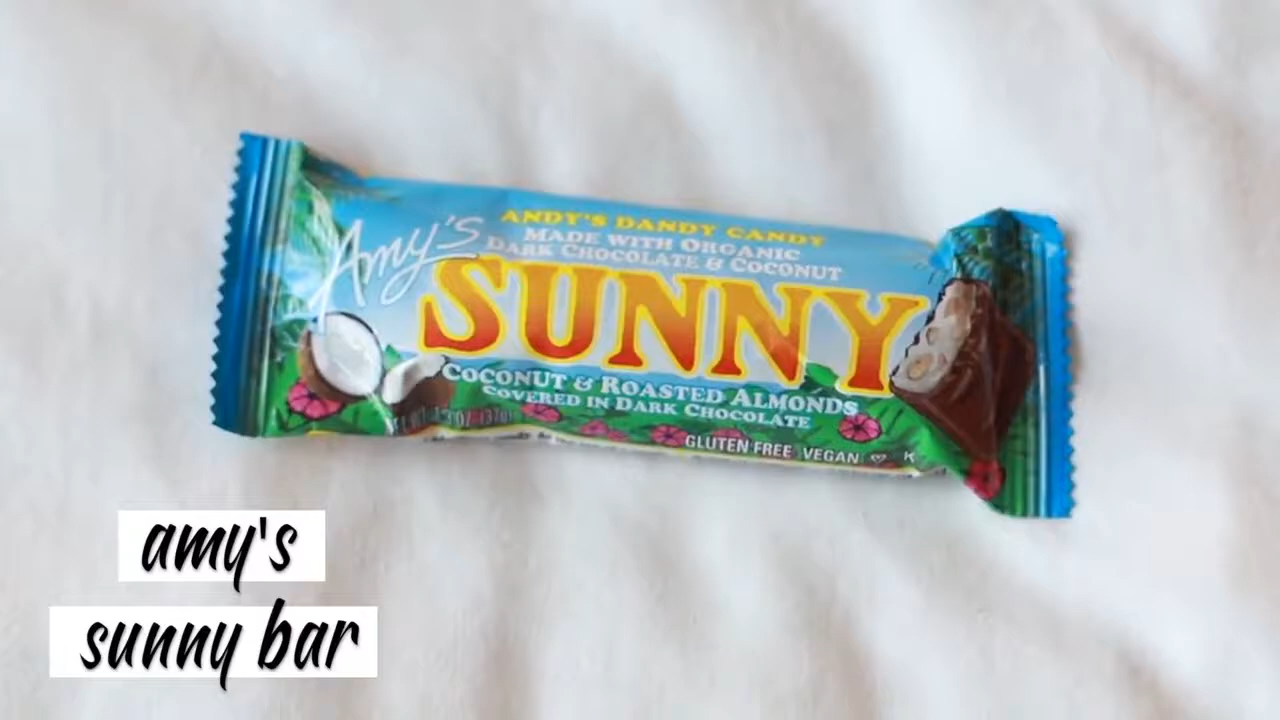 Amy's
ANDY'S DANDY CANDY
MADE WITH ORGANIC
DARK CHOCOLATE & COCONUT
SUNNY
COCONUT & ROASTED ALMONDS
COVERED IN DARK CHOCOLATE
GLUTEN FREE VEGAN
amy's
sunny bar